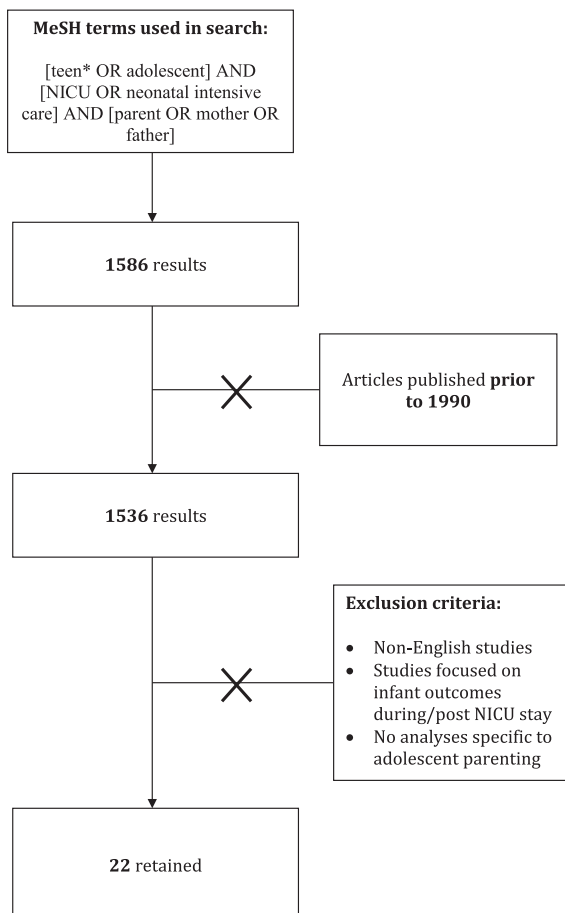 MeSH terms used in search:
[teen* OR adolescent] AND
[NICU OR neonatal intensive
care] AND [parent OR mother OR
father]
1586 results
Articles published prior
to 1990
1536 results
Exclusion criteria:
• Non-English studies
• Studies focused on
infant outcomes
during/post NICU stay
• No analyses specific to
adolescent parenting
22 retained